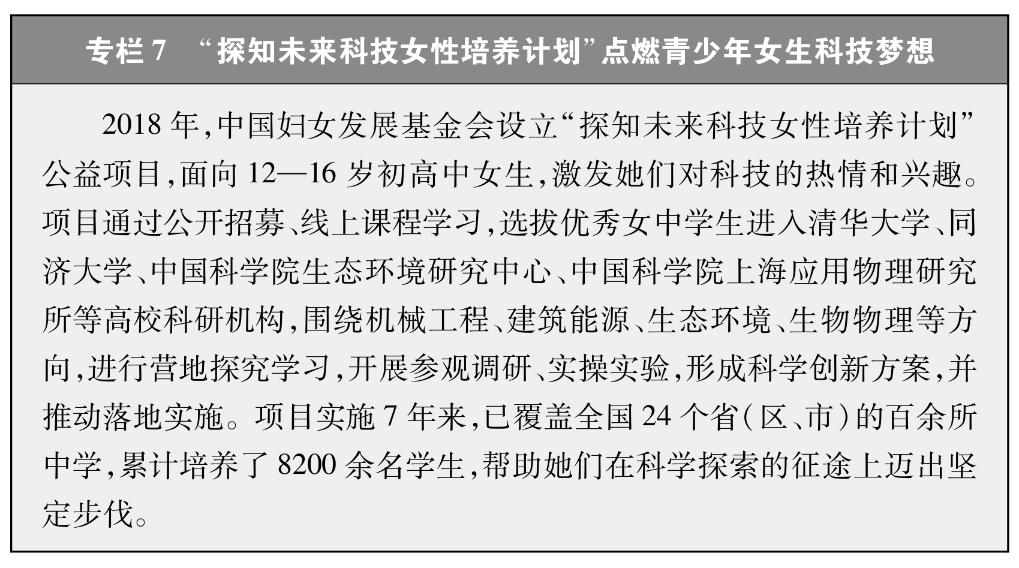 专栏 7 “探知未来科技女性培养计划”点燃青少年女生科技梦想
2018 年，中国妇女发展基金会设立“探知未来科技女性培养计划”
公益项目，面向 12—16 岁初高中女生，激发她们对科技的热情和兴趣。
项目通过公开招募、线上课程学习，选拔优秀女中学生进入清华大学、同
济大学、中国科学院生态环境研究中心、中国科学院上海应用物理研究
所等高校科研机构，围绕机械工程、建筑能源、生态环境、生物物理等方
向，进行营地探究学习，开展参观调研、实操实验，形成科学创新方案，并
推动落地实施。项目实施 7 年来，已覆盖全国 24 个省（区、市）的百余所
中学，累计培养了 8200 余名学生，帮助她们在科学探索的征途上迈出坚
定步伐。